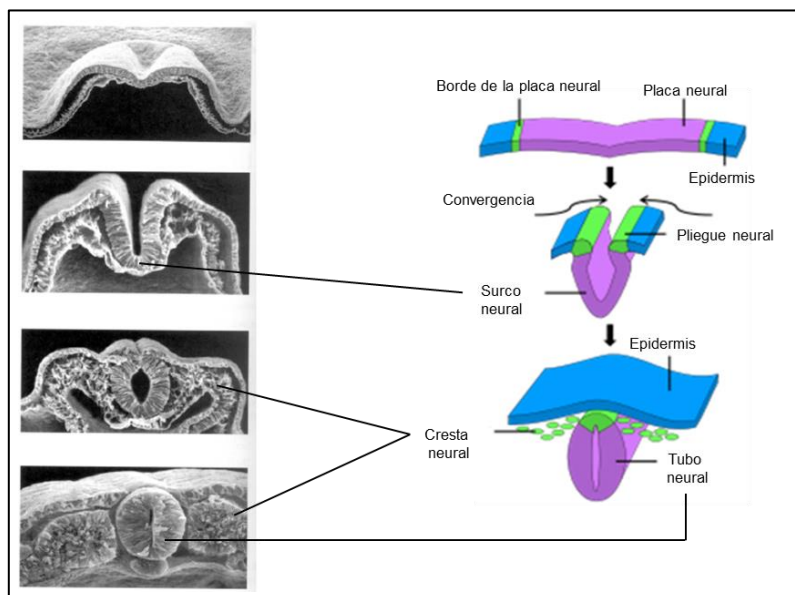 Borde de la placa neural
Placa neural
Epidermis
Convergencia
Pliegue neural
Surco
neural
Epidermis
Cresta
neural
Tubo
neural